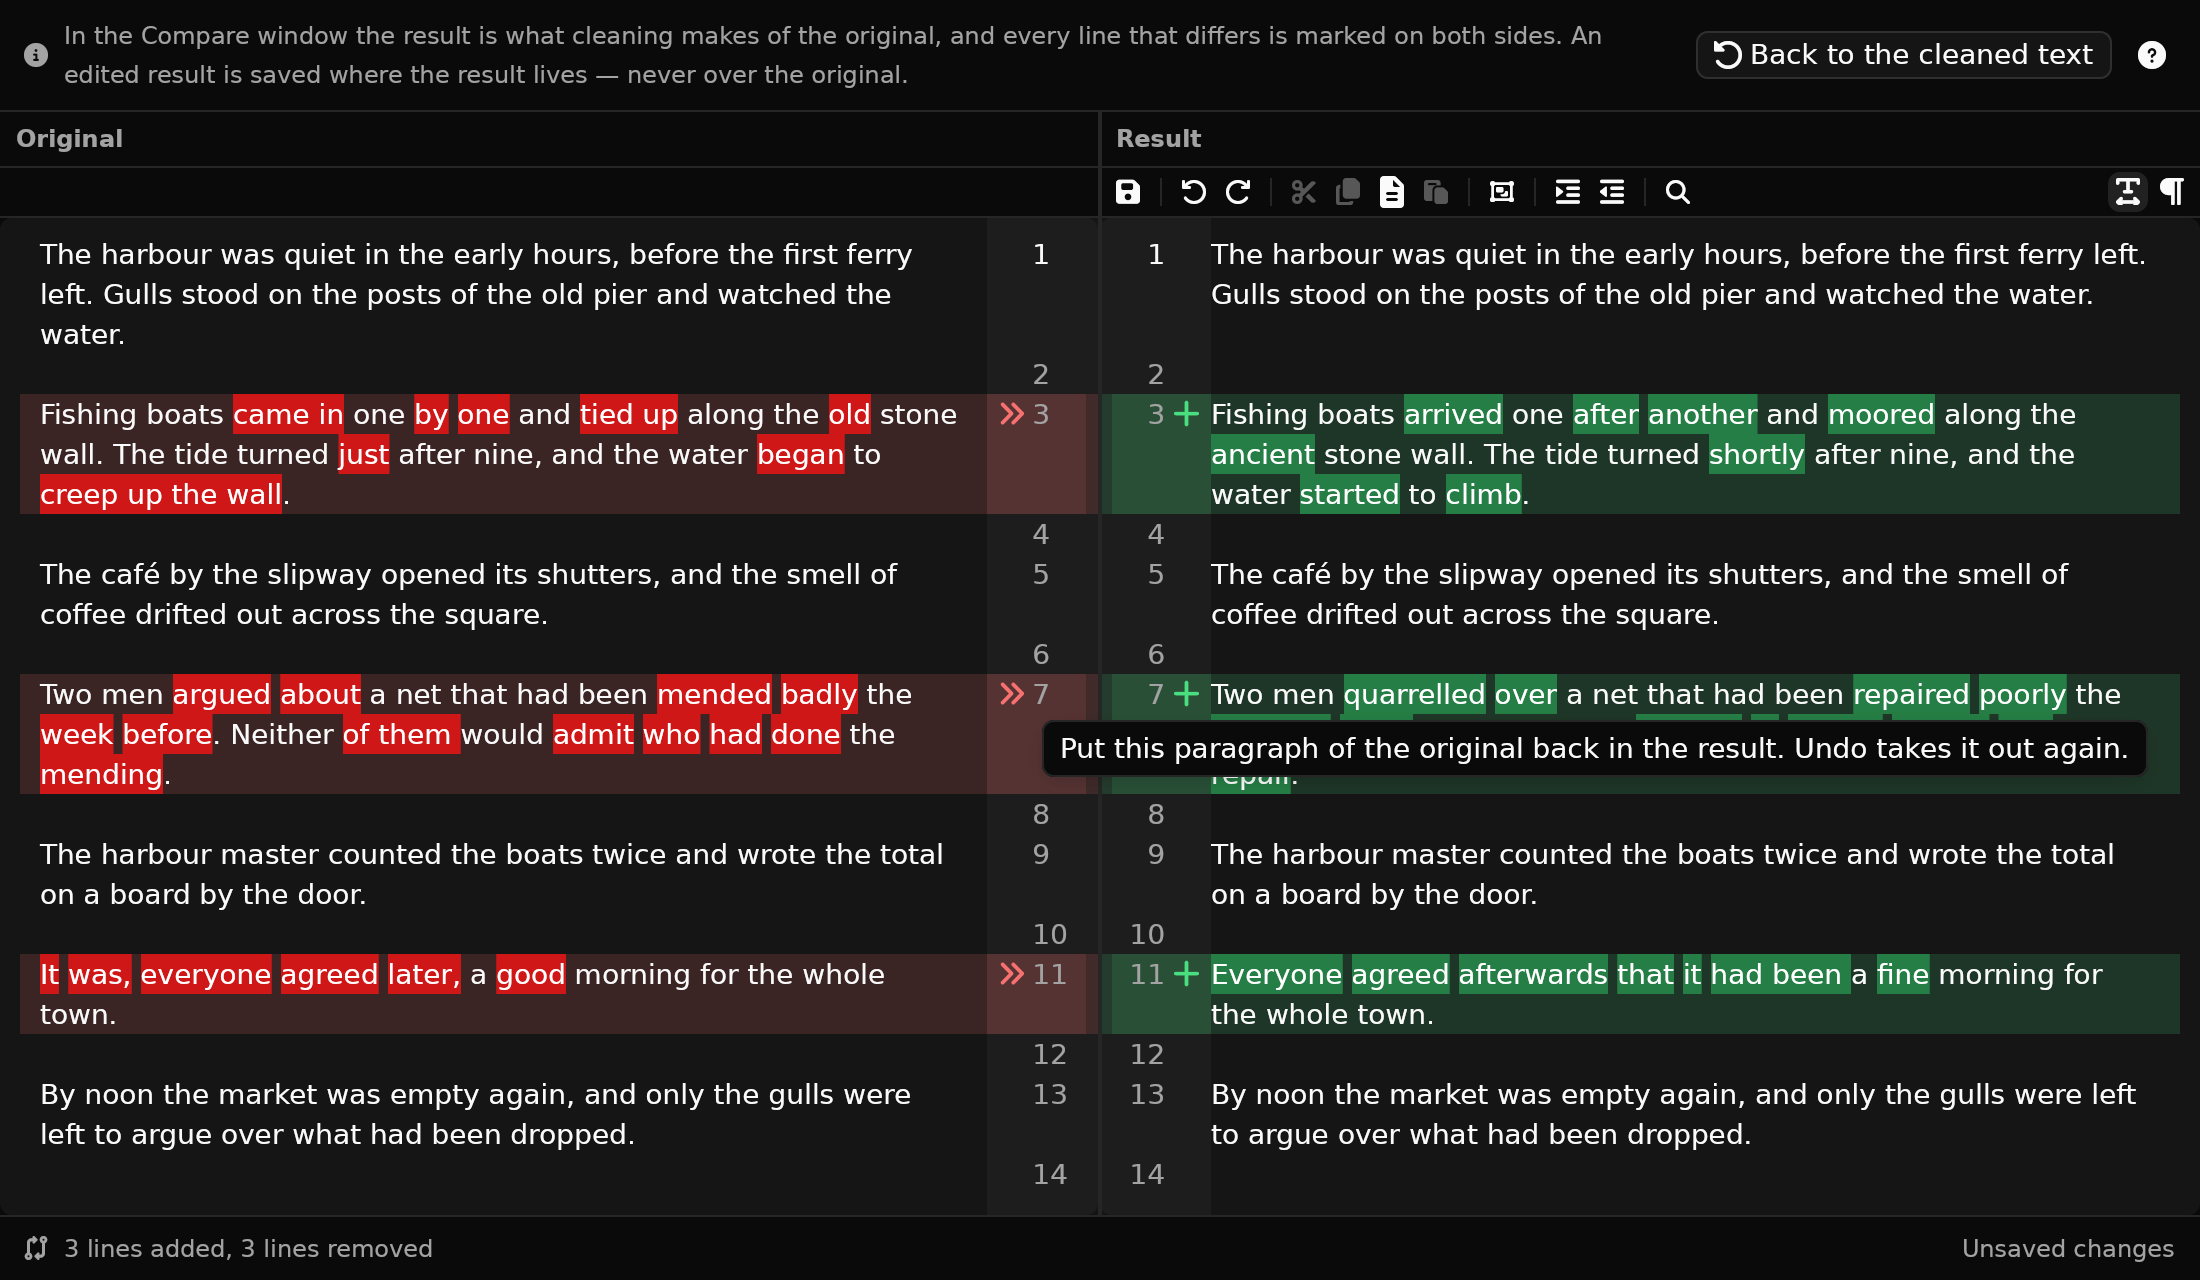 In the Compare window the result is what cleaning makes of the original, and every line that differs is marked on both sides. An
edited result is saved where the result lives — never over the original.
Back to the cleaned text
Original
Result
The harbour was quiet in the early hours, before the first ferry
left. Gulls stood on the posts of the old pier and watched the
water.
1
2
Fishing boats came in one by one and tied up along the old stone
wall. The tide turned just after nine, and the water began to
creep up the wall.
3
4
The café by the slipway opened its shutters, and the smell of
coffee drifted out across the square.
5
6
Two men argued about a net that had been mended badly the
week before. Neither of them would admit who had done the
mending.
7
8
The harbour master counted the boats twice and wrote the total
on a board by the door.
9
10
It was, everyone agreed later, a good morning for the whole
town.
11
12
By noon the market was empty again, and only the gulls were
left to argue over what had been dropped.
13
14
1
The harbour was quiet in the early hours, before the first ferry left.
Gulls stood on the posts of the old pier and watched the water.
2
3
Fishing boats arrived one after another and moored along the
ancient stone wall. The tide turned shortly after nine, and the
water started to climb.
4
5
The café by the slipway opened its shutters, and the smell of
coffee drifted out across the square.
6
7
Two men quarrelled over a net that had been repaired poorly the
Put this paragraph of the original back in the result. Undo takes it out again.
repair.
8
9
The harbour master counted the boats twice and wrote the total
on a board by the door.
10
11
Everyone agreed afterwards that it had been a fine morning for
the whole town.
12
13
By noon the market was empty again, and only the gulls were left
to argue over what had been dropped.
14
3 lines added, 3 lines removed
Unsaved changes